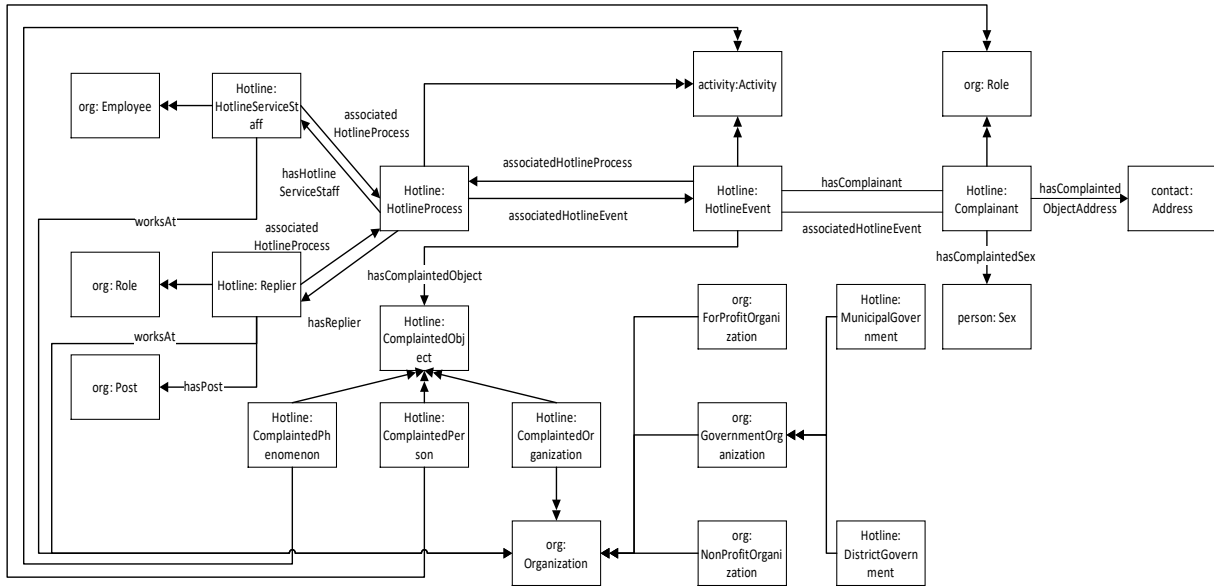 activity:Activity
org: Role
org: Employee
Hotline:
HotlineServiceSt
aff
associated
HotlineProcess
hasHotline
ServiceStaff
associatedHotlineProcess
Hotline:
HotlineProcess
associatedHotlineEvent
Hotline:
HotlineEvent
hasComplainant
associatedHotlineEvent
Hotline:
Complainant
hasComplainted
ObjectAddress
contact:
Address
worksAt
associated
HotlineProcess
org: Role
Hotline: Replier
hasReplier
hasComplaintedObject
hasComplaintedSex
worksAt
org: Post
hasPost
Hotline:
ComplaintedObj
ect
org:
ForProfitOrgani
zation
Hotline:
MunicipalGover
nment
person: Sex
Hotline:
ComplaintedPh
enomenon
Hotline:
ComplaintedPer
son
Hotline:
ComplaintedOr
ganization
org:
GovernmentOrg
anization
org:
Organization
org:
NonProfitOrgani
zation
Hotline:
DistrictGovern
ment